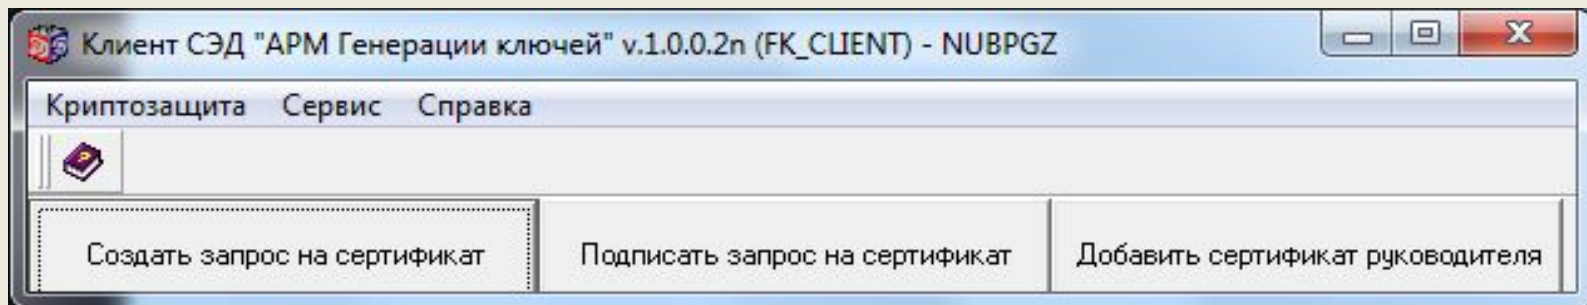 Клиент СЭД "АРМ Генерации ключей" v.1.0.0.2n (FK_CLIENT) - NUBPGZ
Криптозащита Сервис Справка
Создать запрос на сертификат Подписать запрос на сертификат Добавить сертификат руководителя